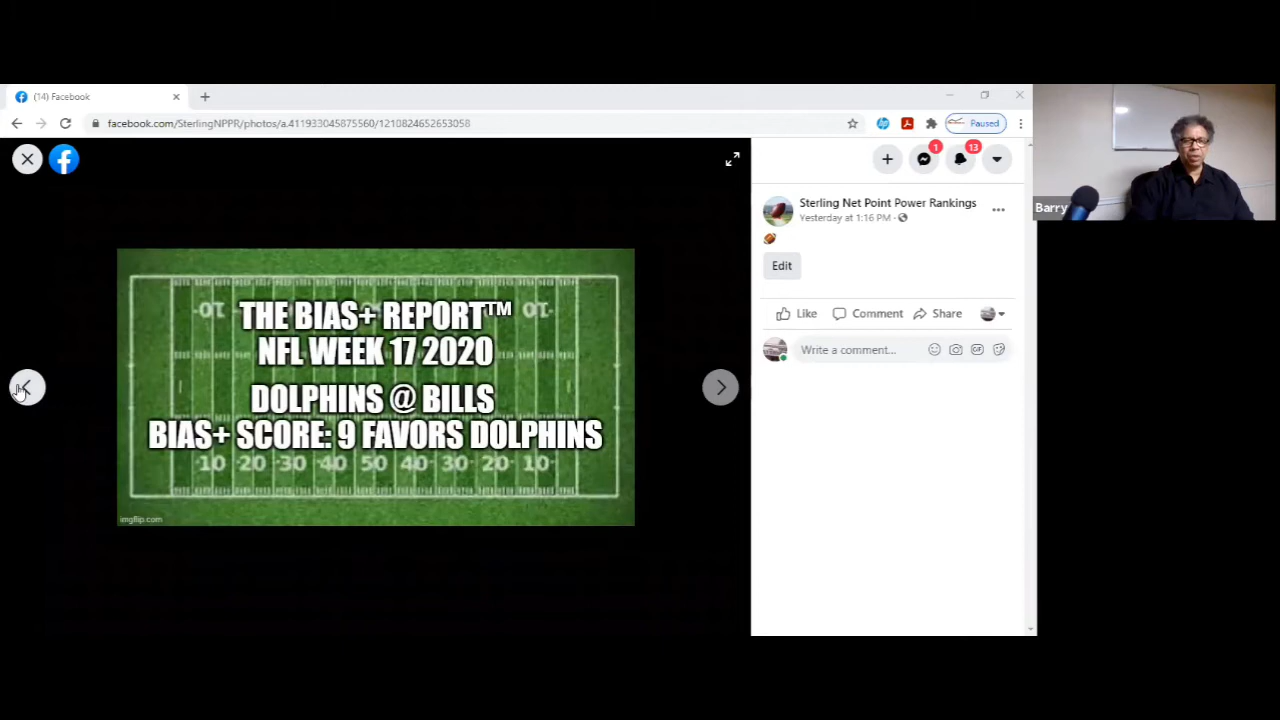 (14) Facebook
facebook.com/SterlingNPPR/photos/a.411933045875560/1210824652653058
Paused
1
13
Sterling Net Point Power Rankings
Yesterday at 1:16 PM
Edit
Like
Comment
Share
Write a comment...
GIF
Barry
THE BIAS+ REPORT™
NFL WEEK 17 2020
DOLPHINS @ BILLS
BIAS+ SCORE: 9 FAVORS DOLPHINS
10 20 30 40 50 40 30 20 10
imgflip.com